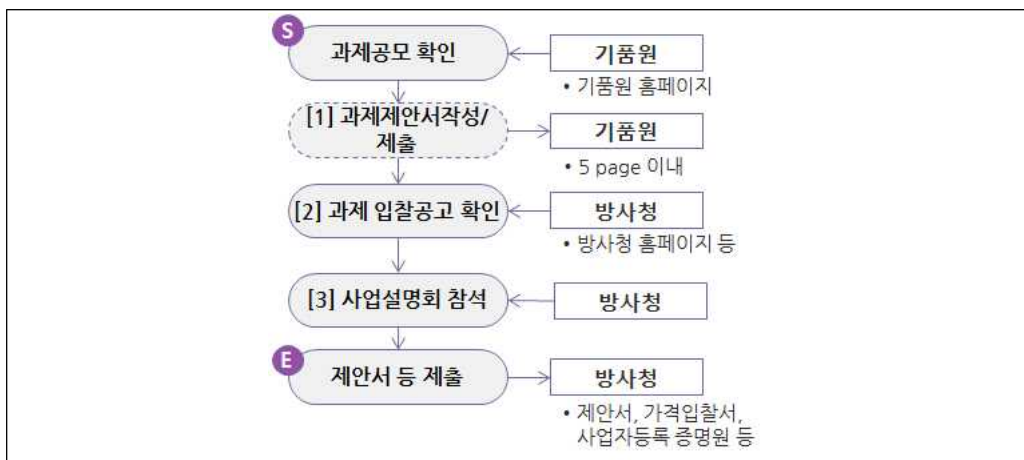 S
과제공모 확인
기품원
• 기품원 홈페이지
[1] 과제제안서작성/
제출
기품원
• 5 page 이내
[2] 과제 입찰공고 확인
방사청
• 방사청 홈페이지 등
[3] 사업설명회 참석
방사청
E
제안서 등 제출
방사청
• 제안서, 가격입찰서,
사업자등록 증명원 등